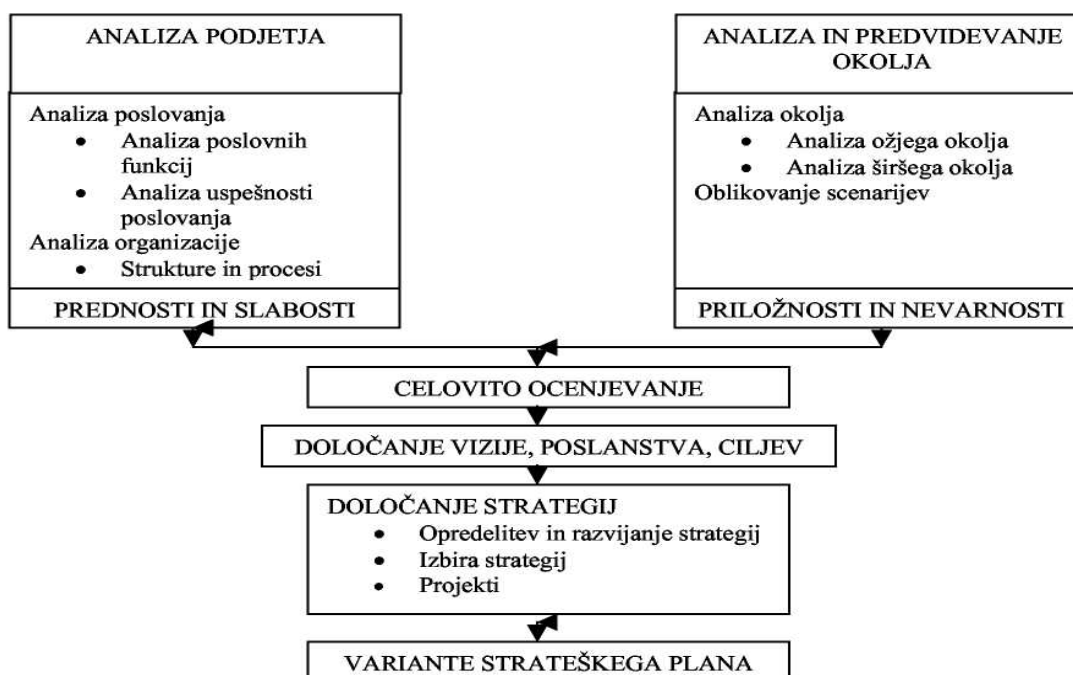 ANALIZA PODJETJA
Analiza poslovanja
• Analiza poslovnih
funkcij
• Analiza uspešnosti
poslovanja
Analiza organizacije
• Strukture in procesi
PREDNOSTI IN SLABOSTI
ANALIZA IN PREDVIDEVANJE
OKOLJA
Analiza okolja
• Analiza ožjega okolja
• Analiza širšega okolja
Oblikovanje scenarijev
PRILOŽNOSTI IN NEVARNOSTI
CELOVITO OCENJEVANJE
DOLOČANJE VIZIJE, POSLANSTVA, CILJEV
DOLOČANJE STRATEGIJ
• Opredelitev in razvijanje strategij
• Izbira strategij
• Projekti
VARIANTE STRATEŠKEGA PLANA